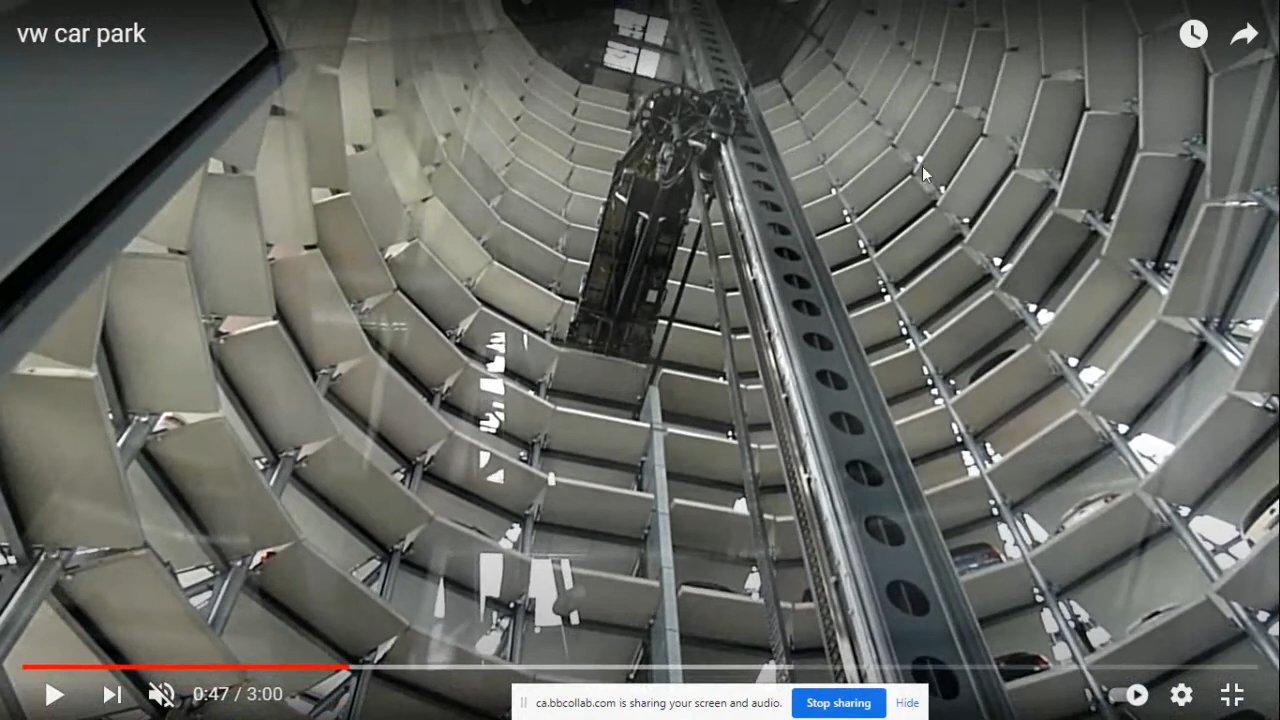 vw car park
0:47 / 3:00
ca.bbcollab.com is sharing your screen and audio.
Stop sharing
Hide